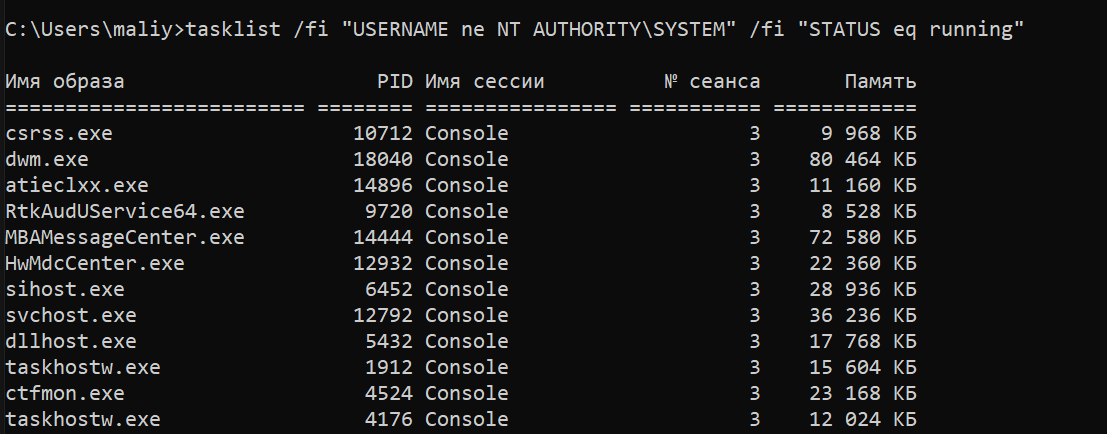 C:\Users\maliy>tasklist /fi "USERNAME ne NT AUTHORITY\SYSTEM" /fi "STATUS eq running"
Имя образа                     PID Имя сессии          № сеанса       Память
========================= ======== ================ =========== ============
csrss.exe                    10712 Console                    3     9 968 КБ
dwm.exe                      18040 Console                    3    80 464 КБ
atieclxx.exe                 14896 Console                    3    11 160 КБ
RtkAudUService64.exe          9720 Console                    3     8 528 КБ
MBAMessageCenter.exe         14444 Console                    3    72 580 КБ
HwMdcCenter.exe              12932 Console                    3    22 360 КБ
sihost.exe                    6452 Console                    3    28 936 КБ
svchost.exe                  12792 Console                    3    36 236 КБ
dllhost.exe                   5432 Console                    3    17 768 КБ
taskhostw.exe                 1912 Console                    3    15 604 КБ
ctfmon.exe                    4524 Console                    3    23 168 КБ
taskhostw.exe                 4176 Console                    3    12 024 КБ